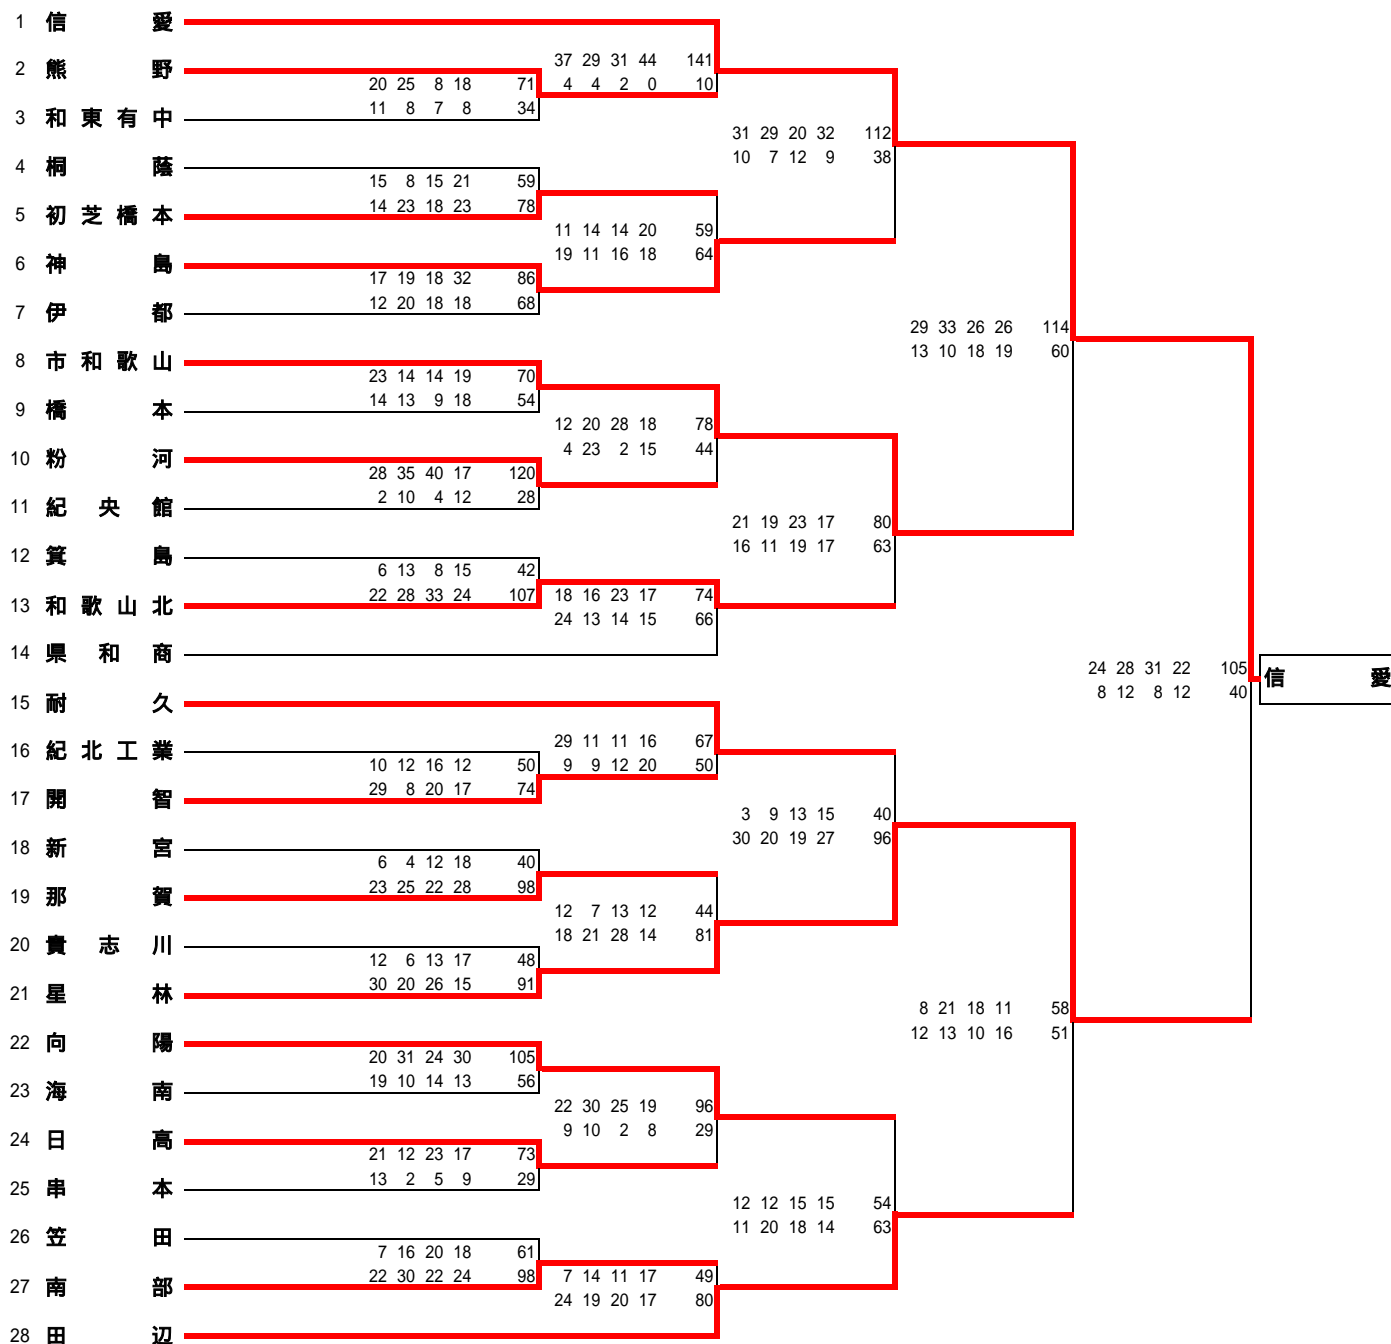 1 信愛
37 29 31 44 141
2 熊野
20 25 8 18 71
4 4 2 0 10
11 8 7 8 34
3 和東有中
31 29 20 32 112
10 7 12 9 38
4 桐蔭
15 8 15 21 59
14 23 18 23 78
5 初芝橋本
11 14 14 20 59
19 11 16 18 64
6 神島
17 19 18 32 86
12 20 18 18 68
7 伊都
29 33 26 26 114
13 10 18 19 60
8 市和歌山
23 14 14 19 70
14 13 9 18 54
9 橋本
12 20 28 18 78
4 23 2 15 44
10 粉河
28 35 40 17 120
2 10 4 12 28
11 紀央館
21 19 23 17 80
16 11 19 17 63
12 箕島
6 13 8 15 42
22 28 33 24 107
18 16 23 17 74
13 和歌山北
24 13 14 15 66
14 県和商
24 28 31 22 105
8 12 8 12 40
信愛
15 耐久
29 11 11 16 67
16 紀北工業
10 12 16 12 50
9 9 12 20 50
29 8 20 17 74
17 開智
3 9 13 15 40
30 20 19 27 96
18 新宮
6 4 12 18 40
23 25 22 28 98
19 那賀
12 7 13 12 44
18 21 28 14 81
20 貴志川
12 6 13 17 48
30 20 26 15 91
21 星林
8 21 18 11 58
12 13 10 16 51
22 向陽
20 31 24 30 105
19 10 14 13 56
23 海南
22 30 25 19 96
9 10 2 8 29
24 日高
21 12 23 17 73
13 2 5 9 29
25 串本
12 12 15 15 54
11 20 18 14 63
26 笠田
7 16 20 18 61
22 30 22 24 98
7 14 11 17 49
27 南部
24 19 20 17 80
28 田辺